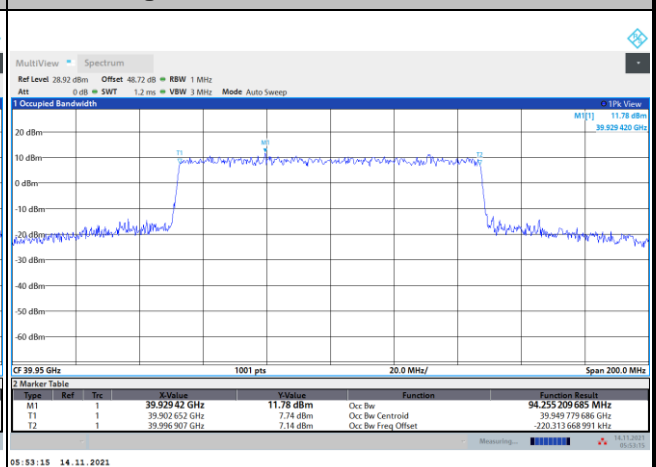 MultiView Spectrum
Ref Level 28.92 dBm Offset 48.72 dB RBW 1 MHz
Att 0 dB SWT 1.2 ms VBW 3 MHz Mode Auto Sweep
1 Occupied Bandwidth 1Pk View
M1[1] 11.78 dBm
39.929 420 GHz
20 dBm
M1
T1 T2
10 dBm
0 dBm
-10 dBm
-20 dBm
-30 dBm
-40 dBm
-50 dBm
-60 dBm
CF 39.95 GHz 1001 pts 20.0 MHz/ Span 200.0 MHz
2 Marker Table
Type Ref Trc X-Value Y-Value Function Function Result
M1 1 39.929 42 GHz 11.78 dBm Occ Bw 94.255 209 685 MHz
T1 1 39.902 652 GHz 7.74 dBm Occ Bw Centroid 39.949 779 686 GHz
T2 1 39.996 907 GHz 7.14 dBm Occ Bw Freq Offset -220.313 668 991 kHz
Measuring... 14.11.2021
05:53:15
05:53:15 14.11.2021